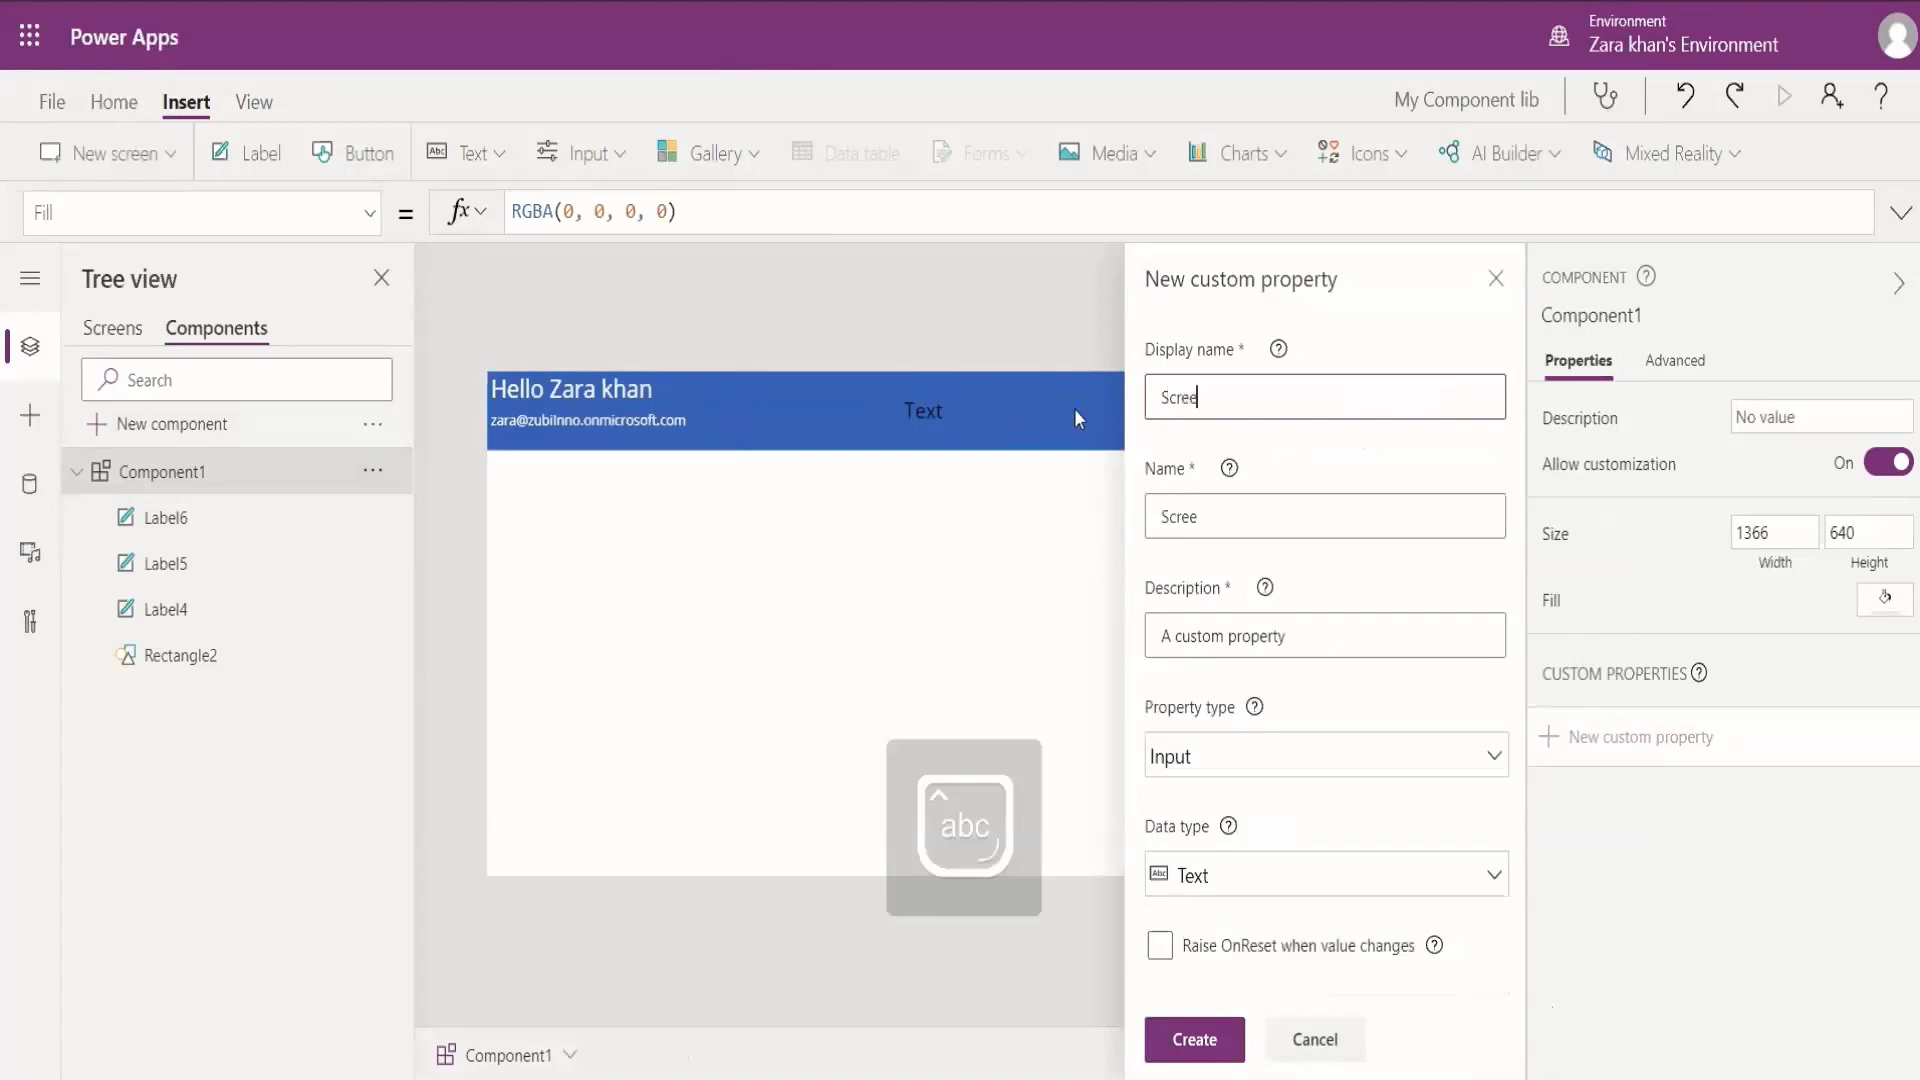 Power Apps
Environment
Zara khan's Environment
File Home Insert View
My Component lib
New screen Label Button Text Input Gallery Data table Forms Media Charts Icons AI Builder Mixed Reality
Fill = fx RGBA(0, 0, 0, 0)
Tree view
Screens Components
Search
New component
Component1
Label6
Label5
Label4
Rectangle2
Hello Zara khan
zara@zubiInno.onmicrosoft.com
Text
abc
Component1
New custom property
Display name *
Scree
Name *
Scree
Description *
A custom property
Property type
Input
Data type
Abc Text
Raise OnReset when value changes
Create Cancel
COMPONENT
Component1
Properties Advanced
Description No value
Allow customization On
Size 1366 640
Width Height
Fill
CUSTOM PROPERTIES
New custom property